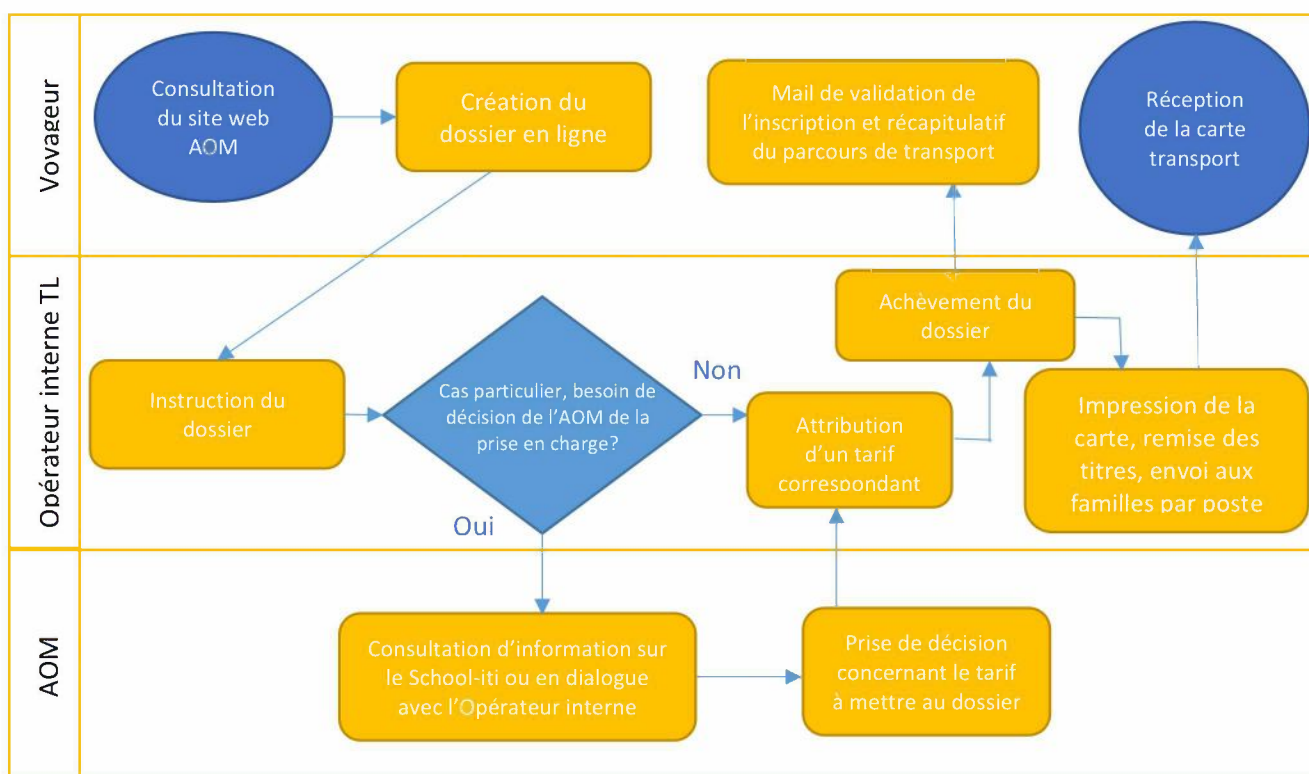 Voyageur
Consultation
du site web
AOM
Création du
dossier en ligne
Mail de validation de
l'inscription et récapitulatif
du parcours de transport
Réception
de la carte
transport
Opérateur interne TL
Instruction du
dossier
Cas particulier, besoin de
décision de l'AOM de la
prise en charge?
Non
Oui
Attribution
d'un tarif
correspondant
Achèvement du
dossier
Impression de la
carte, remise des
titres, envoi aux
familles par poste
AOM
Consultation d'information sur
le School-iti ou en dialogue
avec l'Opérateur interne
Prise de décision
concernant le tarif
à mettre au dossier